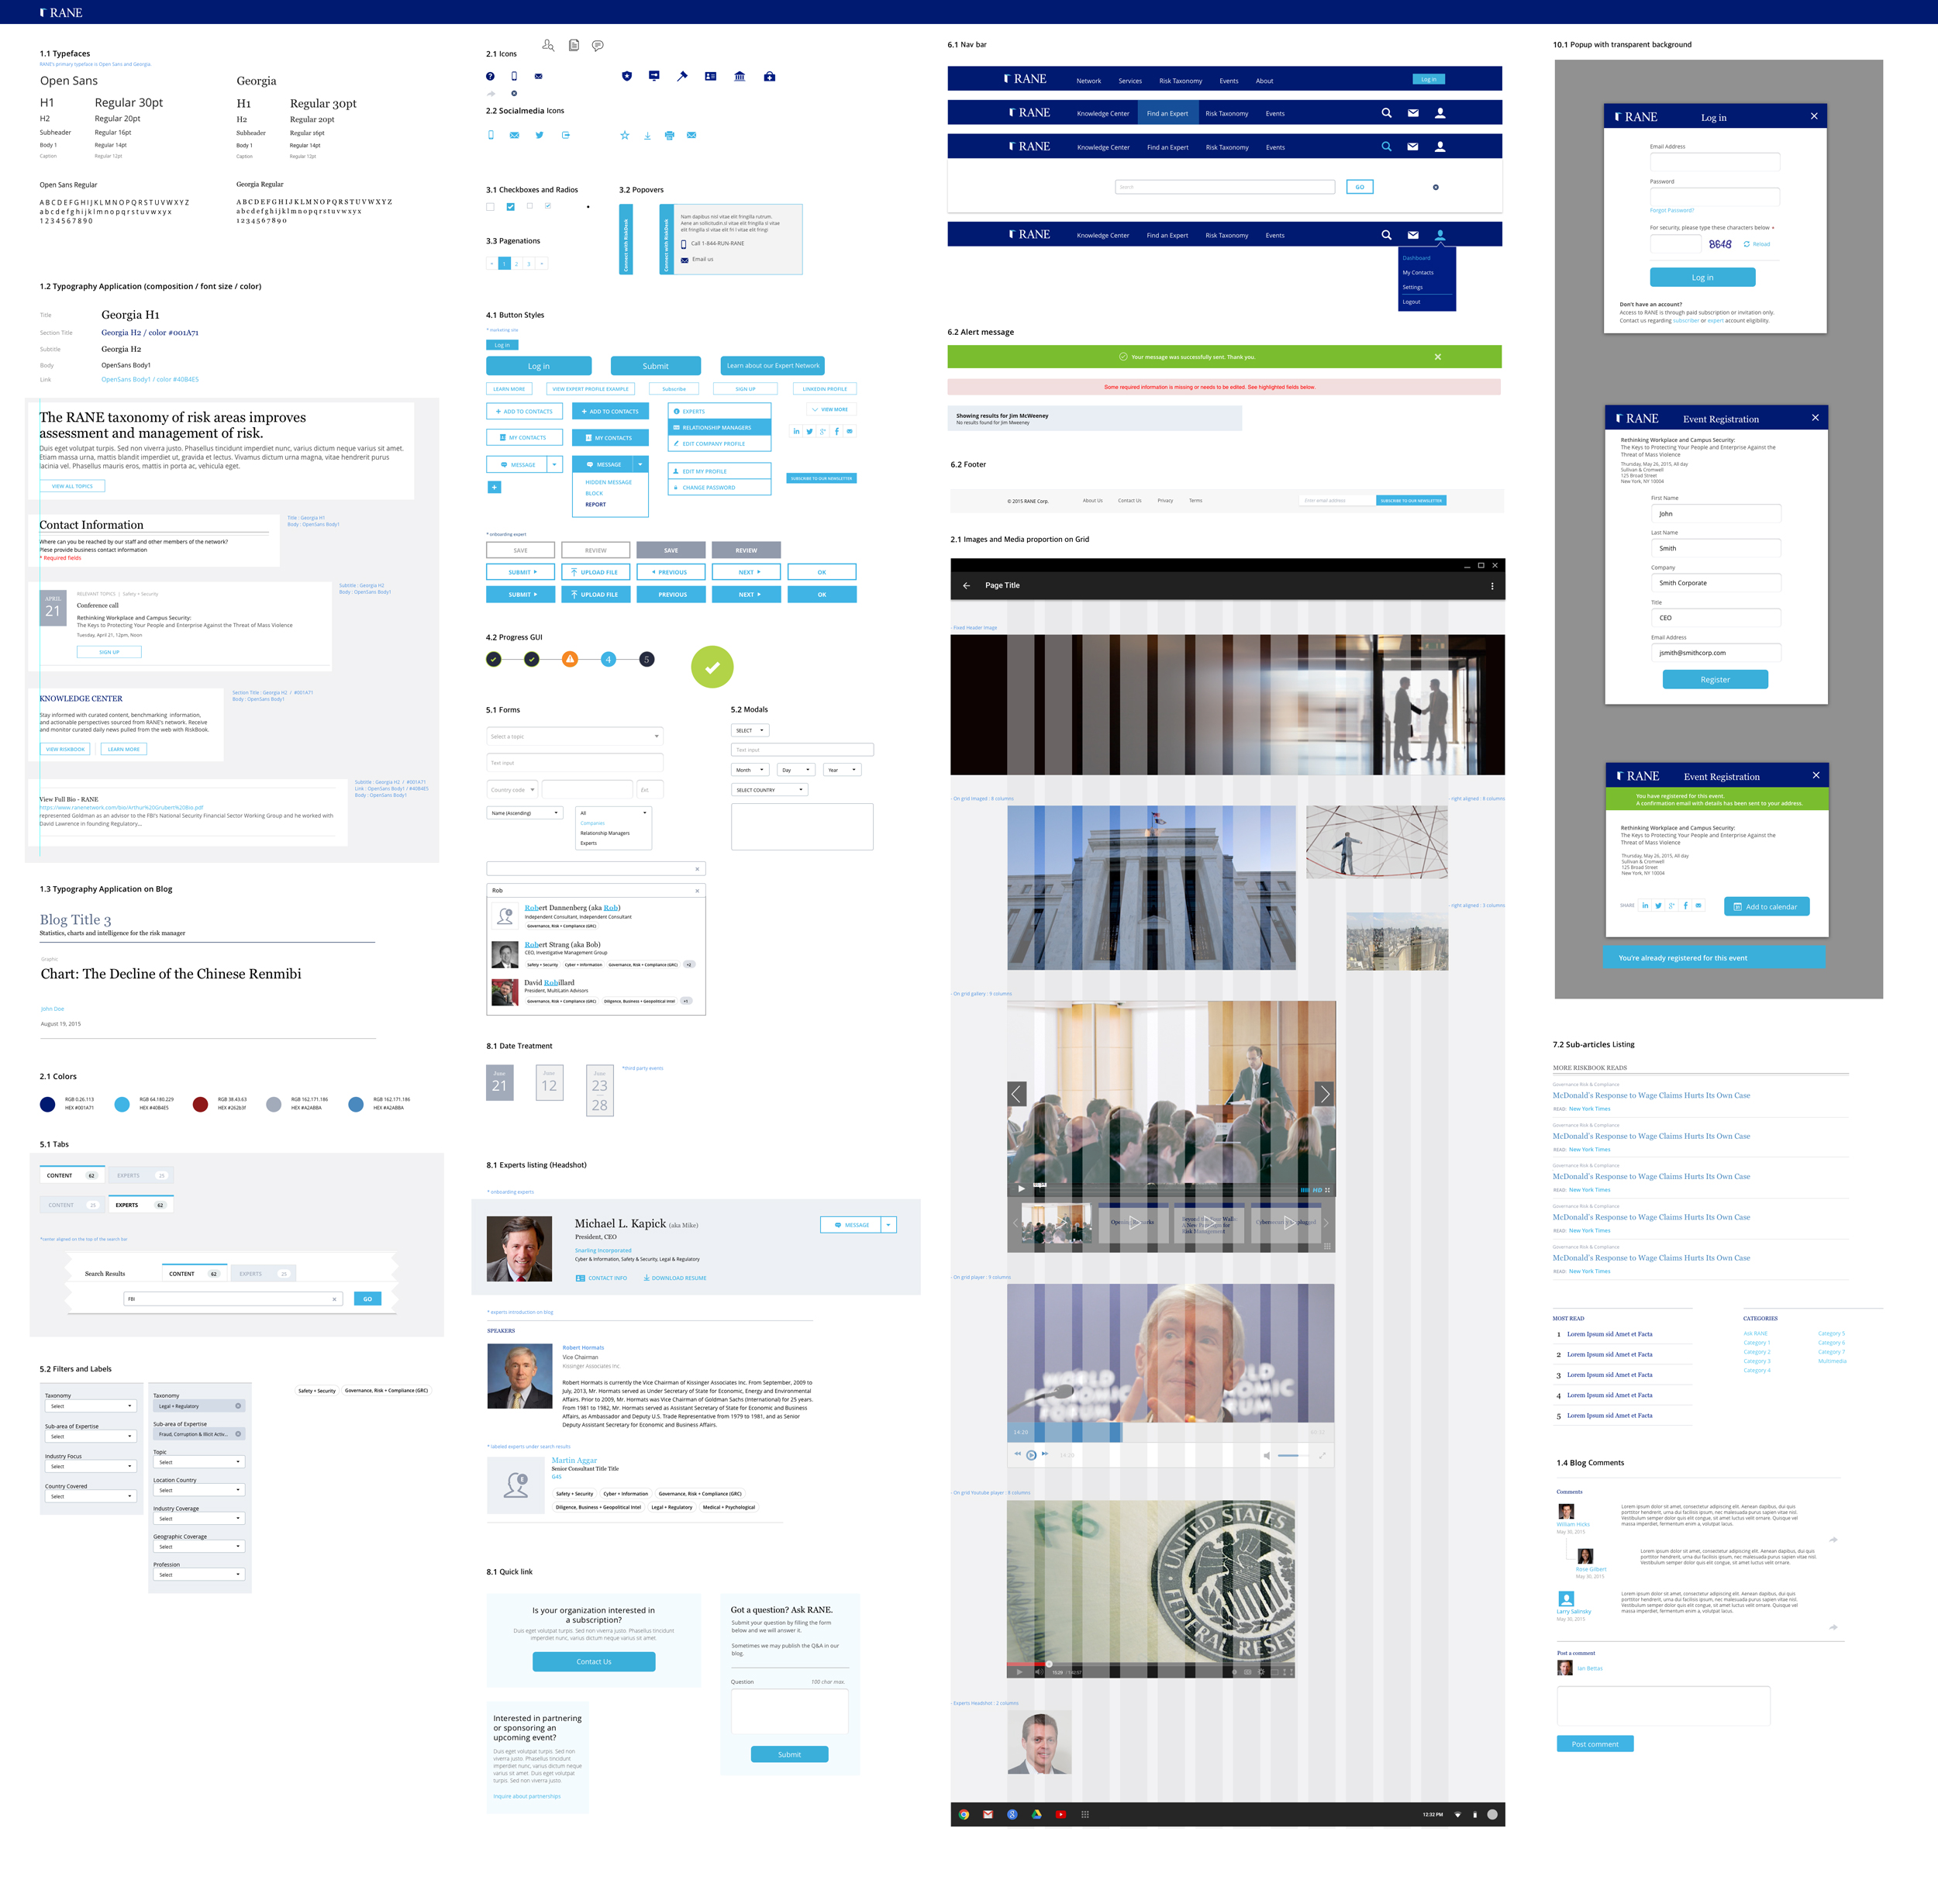 RANE
1.1 Typefaces
RANE's primary typeface is Open Sans and Georgia
Open Sans
Georgia
H1 Regular 30pt
H1 Regular 30pt
H2 Regular 20pt
H2 Regular 20pt
Subheader Regular 16pt
Subheader Regular 16pt
Body 1 Regular 14pt
Body 1 Regular 14pt
Caption Regular 12pt
Caption Regular 12pt
Open Sans Regular
A B C D E F G H I J K L M N O P Q R S T U V W X Y Z
a b c d e f g h i j k l m n o p q r s t u v w x y x
1 2 3 4 5 6 7 8 9 0
Georgia Regular
A B C D E F G H I J K L M N O P Q R S T U V W X Y Z
a b c d e f g h i j k l m n o p q r s t u v w x y x
1 2 3 4 5 6 7 8 9 0
1.2 Typography Application (composition / font size / color)
Title Georgia H1
Section Title Georgia H2 / color #001A71
Subtitle Georgia H2
Body OpenSans Body1
Link OpenSans Body1 / color #40B4E5
The RANE taxonomy of risk areas improves
assessment and management of risk.
Duis eget volutpat turpis. Sed non viverra justo. Phasellus tincidunt imperdiet nunc, varius dictum neque varius sit amet.
Etiam massa urna, mattis blandit imperdiet ut, gravida et lectus. Vivamus dictum urna magna, vitae hendrerit purus
lacinia vel. Phasellus mauris eros, mattis in porta ac, vehicula eget.
VIEW ALL TOPICS
Contact Information
Title : Georgia H1
Body : OpenSans Body1
Where can you be reached by our staff and other members of the network?
Plese provide business contact information
* Required fields
Subtitle : Georgia H2
Body : OpenSans Body1
APRIL
21
RELEVANT TOPICS | Safety + Security
Conference call
Rethinking Workplace and Campus Security:
The Keys to Protecting Your People and Enterprise Against the Threat of Mass Violence
Tuesday, April 21, 12pm, Noon
SIGN UP
KNOWLEDGE CENTER
Section Title : Georgia H2 / #001A71
Body : OpenSans Body1
Stay informed with curated content, benchmarking information,
and actionable perspectives sourced from RANE's network. Receive
and monitor curated daily news pulled from the web with RiskBook.
VIEW RISKBOOK
LEARN MORE
Subtitle : Georgia H2 / #001A71
Link : OpenSans Body1 / #40B4E5
Body : OpenSans Body1
View Full Bio - RANE
https://www.ranenetwork.com/bio/Arthur%20Grubert%20Bio.pdf
represented Goldman as an advisor to the FBI's National Security Financial Sector Working Group and he worked with
David Lawrence in founding Regulatory...
1.3 Typography Application on Blog
Blog Title 3
Statistics, charts and intelligence for the risk manager
Graphic
Chart: The Decline of the Chinese Renmibi
John Doe
August 19, 2015
2.1 Colors
RGB 0.26.113
HEX #001A71
RGB 64.180.229
HEX #40B4E5
RGB 38.43.63
HEX #262b3f
RGB 162.171.186
HEX #A2ABBA
RGB 162.171.186
HEX #42ABBA
5.1 Tabs
CONTENT 62
EXPERTS 25
CONTENT 25
EXPERTS 62
*center aligned on the top of the search bar
Search Results
CONTENT 62
EXPERTS 25
FBI
GO
5.2 Filters and Labels
Taxonomy
Select
Sub-area of Expertise
Select
Industry Focus
Select
Country Covered
Select
Taxonomy
Legal + Regulatory
Sub-area of Expertise
Fraud, Corruption & Illicit Activ...
Topic
Select
Location Country
Select
Industry Coverage
Select
Geographic Coverage
Select
Profession
Select
Safety + Security
Governance, Risk + Compliance (GRC)
2.1 Icons
2.2 Socialmedia Icons
3.1 Checkboxes and Radios
3.2 Popovers
Connect with RiskDesk
Connect with RiskDesk
Nam dapibus nisl vitae elit fringilla rutrum.
Aene an sollicitudin.sl vitae elit fringilla sl vitae
elit fringilla sl vitae elit fri l vitae elit fringi
Call 1-844-RUN-RANE
Email us
3.3 Pagenations
1 2 3
4.1 Button Styles
* marketing site
Log in
Log in
Submit
Learn about our Expert Network
LEARN MORE
VIEW EXPERT PROFILE EXAMPLE
Subscribe
SIGN UP
LINKEDIN PROFILE
+ ADD TO CONTACTS
+ ADD TO CONTACTS
EXPERTS
VIEW MORE
RELATIONSHIP MANAGERS
MY CONTACTS
MY CONTACTS
EDIT COMPANY PROFILE
MESSAGE
MESSAGE
HIDDEN MESSAGE
BLOCK
REPORT
EDIT MY PROFILE
CHANGE PASSWORD
SUBSCRIBE TO OUR NEWSLETTER
* onboarding expert
SAVE
REVIEW
SAVE
REVIEW
SUBMIT
UPLOAD FILE
PREVIOUS
NEXT
OK
SUBMIT
UPLOAD FILE
PREVIOUS
NEXT
OK
4.2 Progress GUI
4
5
5.1 Forms
Select a topic
Text input
Country code
Ext
Name (Ascending)
All
Companies
Relationship Managers
Experts
5.2 Modals
SELECT
Text input
Month
Day
Year
SELECT COUNTRY
Rob
Robert Dannenberg (aka Rob)
Independent Consultant, Independent Consultant
Governance, Risk + Compliance (GRC)
Robert Strang (aka Bob)
CEO, Investigative Management Group
Safety + Security
Cyber + Information
Governance, Risk + Compliance (GRC)
David Robillard
President, MultiLatin Advisors
Governance, Risk + Compliance (GRC)
Diligence, Business + Geopolitical Intel
8.1 Date Treatment
June
21
June
12
June
23
28
*third party events
8.1 Experts listing (Headshot)
* onboarding experts
Michael L. Kapick (aka Mike)
President, CEO
Snarling Incorporated
Cyber & Information, Safety & Security, Legal & Regulatory
CONTACT INFO
DOWNLOAD RESUME
MESSAGE
* experts introduction on blog
SPEAKERS
Robert Hormats
Vice Chairman
Kissinger Associates Inc
Robert Hormats is currently the Vice Chairman of Kissinger Associates Inc. From September, 2009 to
July, 2013, Mr. Hormats served as Under Secretary of State for Economic, Energy and Environmental
Affairs. Prior to 2009, Mr. Hormats was Vice Chairman of Goldman Sachs (International) for 25 years.
From 1981 to 1982, Mr. Hormats served as Assistant Secretary of State for Economic and Business
Affairs, as Ambassador and Deputy U.S. Trade Representative from 1979 to 1981, and as Senior
Deputy Assistant Secretary for Economic and Business Affairs.
* labeled experts under search results
Martin Aggar
Senior Consultant Title Title
G4S
Safety + Security
Cyber + Information
Governance, Risk + Compliance (GRC)
Diligence, Business + Geopolitical Intel
Legal + Regulatory
Medical + Psychological
8.1 Quick link
Is your organization interested in
a subscription?
Duis eget volutpat turpis. Sed non viverra justo. Phasellus tincidunt
imperdiet nunc, varius dictum neque varius sit amet.
Contact Us
Interested in partnering
or sponsoring an
upcoming event?
Duis eget volutpat turpis. Sed non
viverra justo. Phasellus tincidunt
imperdiet nunc, varius dictum neque
varius sit amet. Duis eget volutpat
turpis. Sed non viverra justo.
Inquire about partnerships
Got a question? Ask RANE.
Submit your question by filling the form
below and we will answer it.
Sometimes we may publish the Q&A in our
blog.
Question
100 char max.
Submit
6.1 Nav bar
RANE Network Services Risk Taxonomy Events About Log in
RANE Knowledge Center Find an Expert Risk Taxonomy Events
RANE Knowledge Center Find an Expert Risk Taxonomy Events
Search
GO
RANE Knowledge Center Find an Expert Risk Taxonomy Events
Dashboard
My Contacts
Settings
Logout
6.2 Alert message
Your message was successfully sent. Thank you.
Some required information is missing or needs to be edited. See highlighted fields below.
Showing results for Jim McWeeney
No results found for Jim Mweeney
6.2 Footer
© 2015 RANE Corp. About Us Contact Us Privacy Terms
Enter email address
SUBSCRIBE TO OUR NEWSLETTER
2.1 Images and Media proportion on Grid
Page Title
- Fixed Header Image
- On grid imaged : 8 columns
- right aligned : 8 columns
- right aligned : 3 columns
- On grid gallery : 9 columns
HD
- On grid player : 9 columns
14:20
- On grid Youtube player : 8 columns
UNITED STATES
FEDERAL RESER
- Experts Headshot : 2 columns
12:32 PM
10.1 Popup with transparent background
RANE Log in
Email Address
Password
Forgot Password?
For security, please type these characters below
8648
Reload
Log in
Don't have an account?
Access to RANE is through paid subscription or invitation only.
Contact us regarding subscriber or expert account eligibility.
RANE Event Registration
Rethinking Workplace and Campus Security:
The Keys to Protecting Your People and Enterprise Against the
Threat of Mass Violence
Thursday, May 26, 2015, All day
Sullivan & Cromwell
125 Broad Street
New York, NY 10004
First Name
John
Last Name
Smith
Company
Smith Corporate
Title
CEO
Email Address
jsmith@smithcorp.com
Register
RANE Event Registration
You have registered for this event.
A confirmation email with details has been sent to your address.
Rethinking Workplace and Campus Security:
The Keys to Protecting Your People and Enterprise Against the
Threat of Mass Violence
Thursday, May 26, 2015, All day
Sullivan & Cromwell
125 Broad Street
New York, NY 10004
SHARE
Add to calendar
You're already registered for this event
7.2 Sub-articles Listing
MORE RISKBOOK READS
Governance Risk & Compliance
McDonald's Response to Wage Claims Hurts Its Own Case
READ: New York Times
Governance Risk & Compliance
McDonald's Response to Wage Claims Hurts Its Own Case
READ: New York Times
Governance Risk & Compliance
McDonald's Response to Wage Claims Hurts Its Own Case
READ: New York Times
Governance Risk & Compliance
McDonald's Response to Wage Claims Hurts Its Own Case
READ: New York Times
Governance Risk & Compliance
McDonald's Response to Wage Claims Hurts Its Own Case
READ: New York Times
MOST READ
1 Lorem Ipsum sid Amet et Facta
2 Lorem Ipsum sid Amet et Facta
3 Lorem Ipsum sid Amet et Facta
4 Lorem Ipsum sid Amet et Facta
5 Lorem Ipsum sid Amet et Facta
CATEGORIES
Ask RANE
Category 1
Category 2
Category 3
Category 4
Category 5
Category 6
Category 7
Multimedia
1.4 Blog Comments
Comments
William Hicks
May 30, 2015
Lorem ipsum dolor sit amet, consectetur adipiscing elit. Aenean dapibus, dui quis
porttitor hendrerit, urna dui facilisis ipsum, nec malesuada purus sapien vitae nisl.
Vestibulum semper dolor quis elit congue, sit amet luctus velit ornare. Quisque vel
massa imperdiet, fermentum enim a, volutpat lacus.
Rose Gilbert
May 30, 2015
Lorem ipsum dolor sit amet, consectetur adipiscing elit. Aenean dapibus, dui quis
porttitor hendrerit, urna dui facilisis ipsum, nec malesuada purus sapien vitae nisl.
Vestibulum semper dolor quis elit congue, sit amet luctus velit ornare.
Larry Salinsky
May 30, 2015
Lorem ipsum dolor sit amet, consectetur adipiscing elit. Aenean dapibus, dui quis
porttitor hendrerit, urna dui facilisis ipsum, nec malesuada purus sapien vitae nisl.
Vestibulum semper dolor quis elit congue, sit amet luctus velit ornare. Quisque vel
massa imperdiet, fermentum enim a, volutpat lacus.
Post a comment
Ian Bettas
Post comment